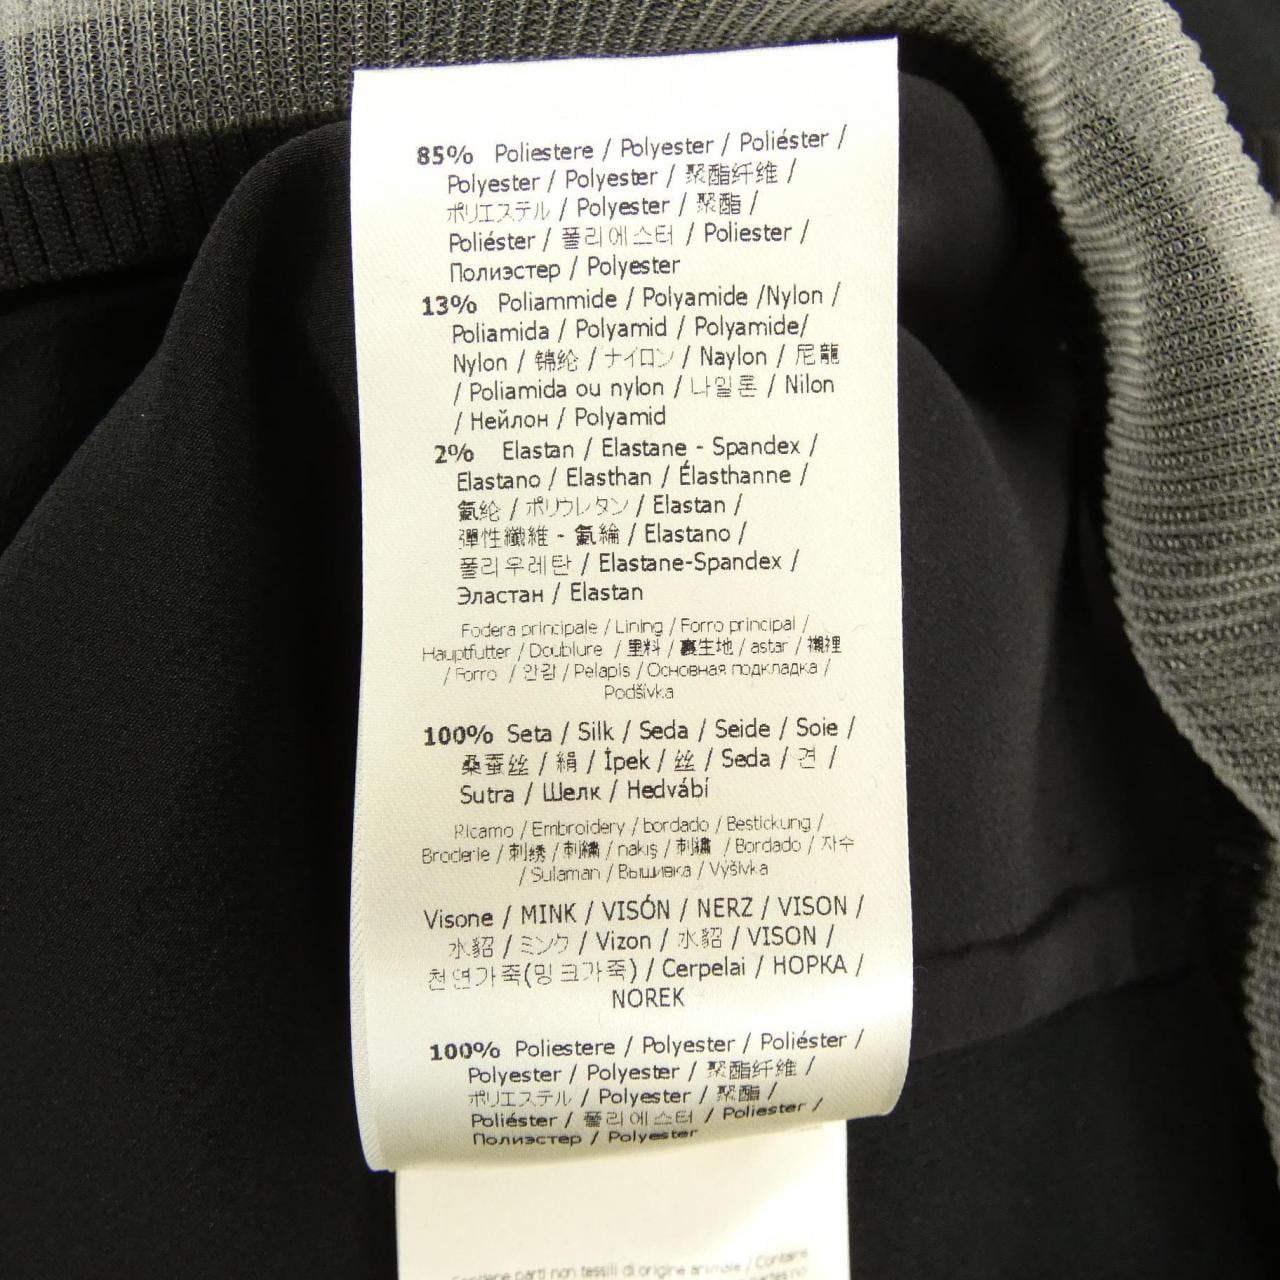 85% Poliestere / Polyester / Poliéster /
Polyester / Polyester / 聚酯纤维 /
ポリエステル / Polyester / 聚酯 /
Poliéster / 폴리에스터 / Poliester /
Полиэстер / Polyester
13% Poliammide / Polyamide /Nylon /
Poliamida / Polyamid / Polyamide/
Nylon / 锦纶 / ナイロン / Naylon / 尼龍
/ Poliamida ou nylon / 나일론 / Nilon
/ Нейлон / Polyamid
2% Elastan / Elastane - Spandex /
Elastano / Elasthan / Élasthanne /
氨纶 / ポリウレタン / Elastan /
彈性纖維 - 氨綸 / Elastano /
폴리우레탄 / Elastane-Spandex /
Эластан / Elastan
Fodera principale / Lining / Forro principal /
Hauptfutter / Doublure / 里料 / 裏生地 / astar / 襯裡
/ Forro / 안감 / Pelapis / Основная подкладка /
Podšívka
100% Seta / Silk / Seda / Seide / Soie /
桑蚕丝 / 絹 / İpek / 丝 / Seda / 견 /
Sutra / Шелк / Hedvábí
Ricamo / Embroidery / bordado / Bestickung /
Broderie / 刺绣 / 刺繍 / nakış / 刺繡 / Bordado / 자수
/ Sulaman / Вышивка / Výšivka
Visone / MINK / VISÓN / NERZ / VISON /
水貂 / ミンク / Vizon / 水貂 / VISON /
천연가죽(밍크가죽) / Cerpelai / НОРКА /
NOREK
100% Poliestere / Polyester / Poliéster /
Polyester / Polyester / 聚酯纤维 /
ポリエステル / Polyester / 聚酯 /
Poliéster / 폴리에스터 / Poliester /
Полиэстер / Polyester
Contiene parti non tessili di origine animale / Contains